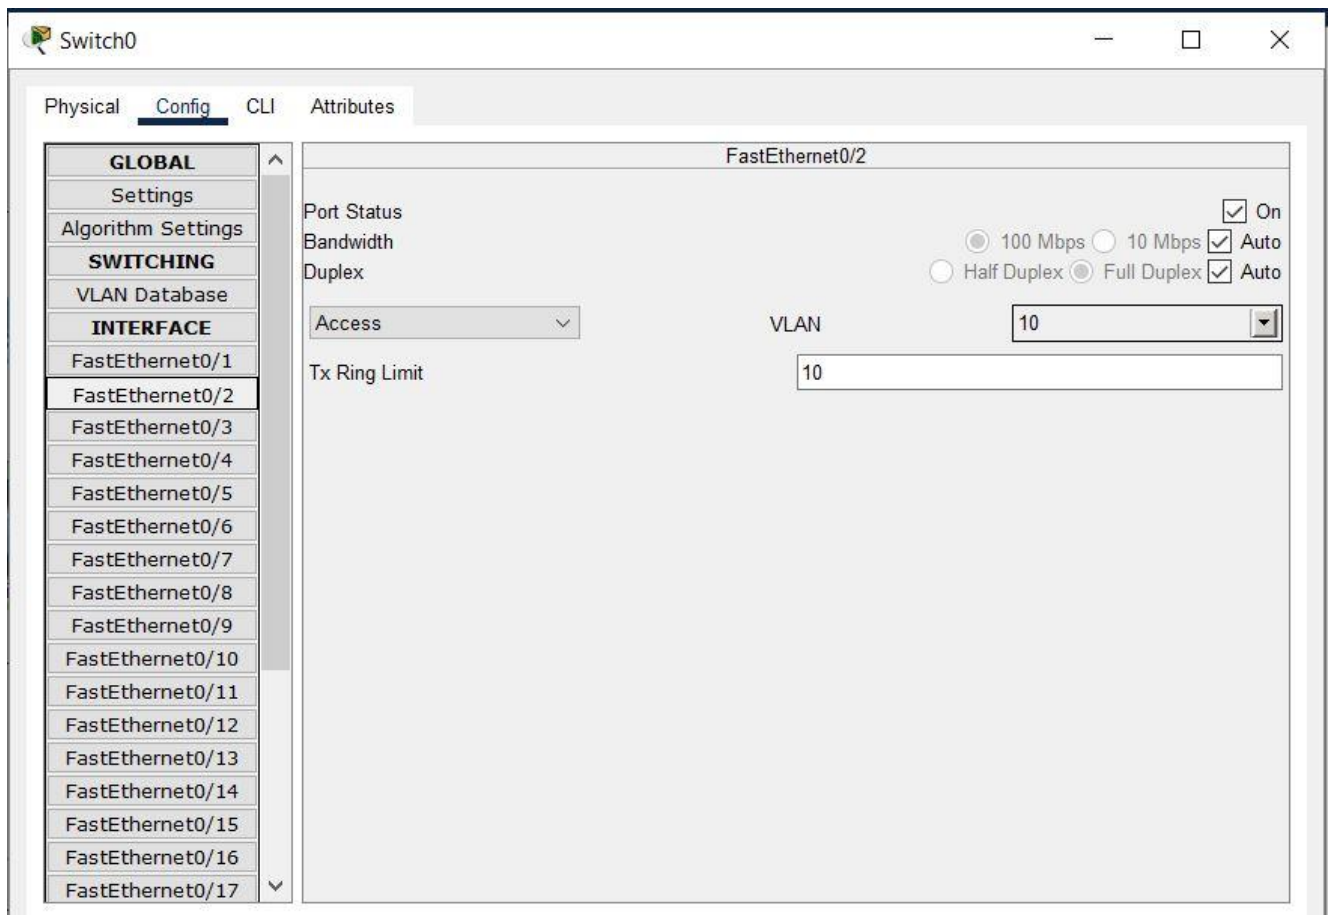 Switch0
Physical Config CLI Attributes
GLOBAL
Settings
Algorithm Settings
SWITCHING
VLAN Database
INTERFACE
FastEthernet0/1
FastEthernet0/2
FastEthernet0/3
FastEthernet0/4
FastEthernet0/5
FastEthernet0/6
FastEthernet0/7
FastEthernet0/8
FastEthernet0/9
FastEthernet0/10
FastEthernet0/11
FastEthernet0/12
FastEthernet0/13
FastEthernet0/14
FastEthernet0/15
FastEthernet0/16
FastEthernet0/17
FastEthernet0/2
Port Status On
Bandwidth 100 Mbps 10 Mbps Auto
Duplex Half Duplex Full Duplex Auto
Access VLAN 10
Tx Ring Limit 10